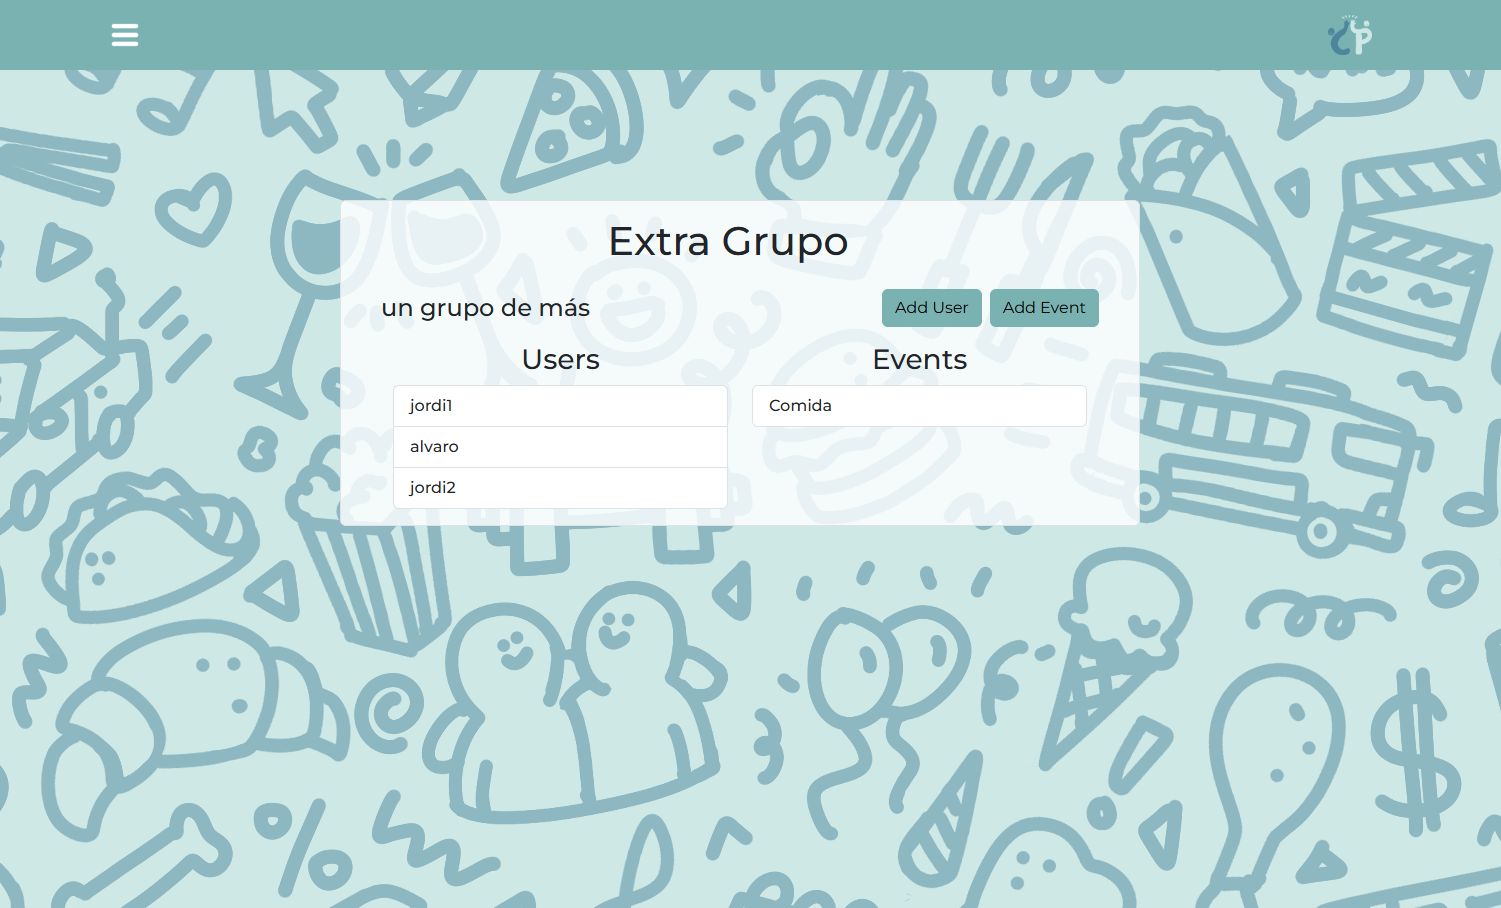 Extra Grupo
un grupo de más
Add User
Add Event
Users
jordi1
alvaro
jordi2
Events
Comida